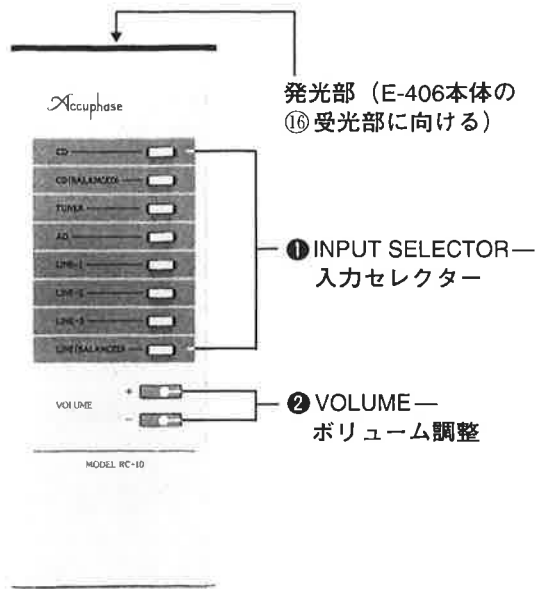 発光部（E-406本体の
⑯受光部に向ける）
Accuphase
CD
CD(BALANCED)
TUNER
AD
LINE-1
LINE-2
LINE-3
LINE(BALANCED)
❶INPUT SELECTOR—
入力セレクター
+
VOLUME
−
❷VOLUME—
ボリューム調整
MODEL RC-10